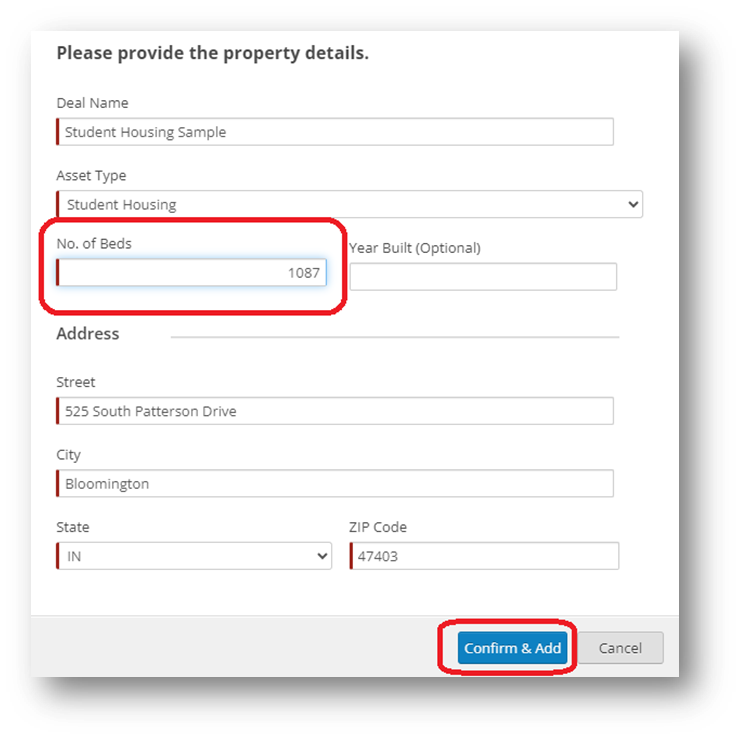 Please provide the property details.
Deal Name
Student Housing Sample
Asset Type
Student Housing
No. of Beds
Year Built (Optional)
1087
Address
Street
525 South Patterson Drive
City
Bloomington
State
ZIP Code
IN
47403
Confirm & Add
Cancel